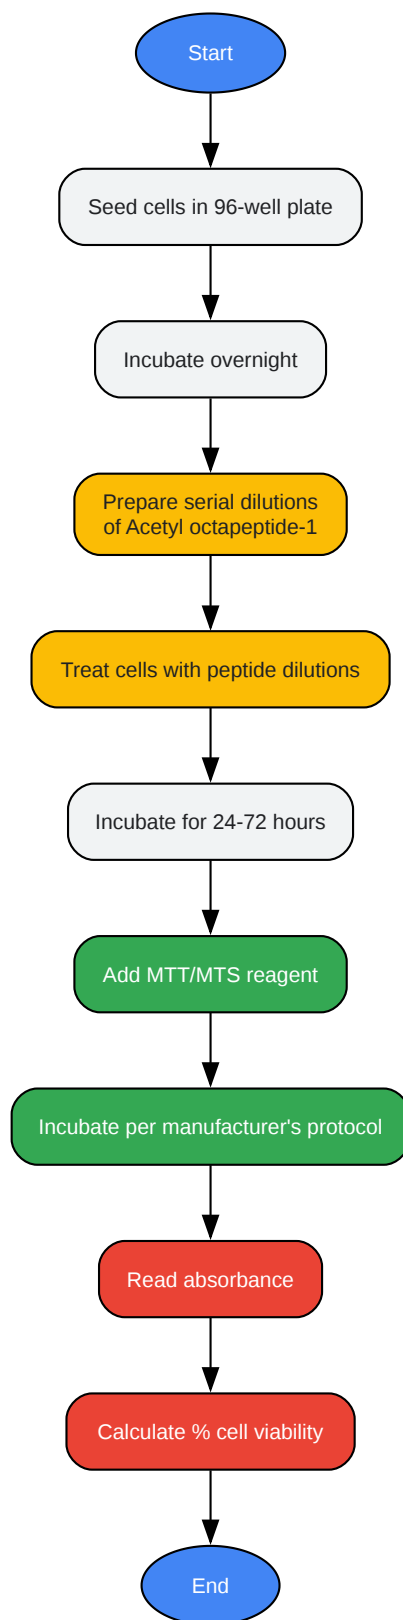 Start
Seed cells in 96-well plate
Incubate overnight
Prepare serial dilutions
of Acetyl octapeptide-1
Treat cells with peptide dilutions
Incubate for 24-72 hours
Add MTT/MTS reagent
Incubate per manufacturer's protocol
Read absorbance
Calculate % cell viability
End